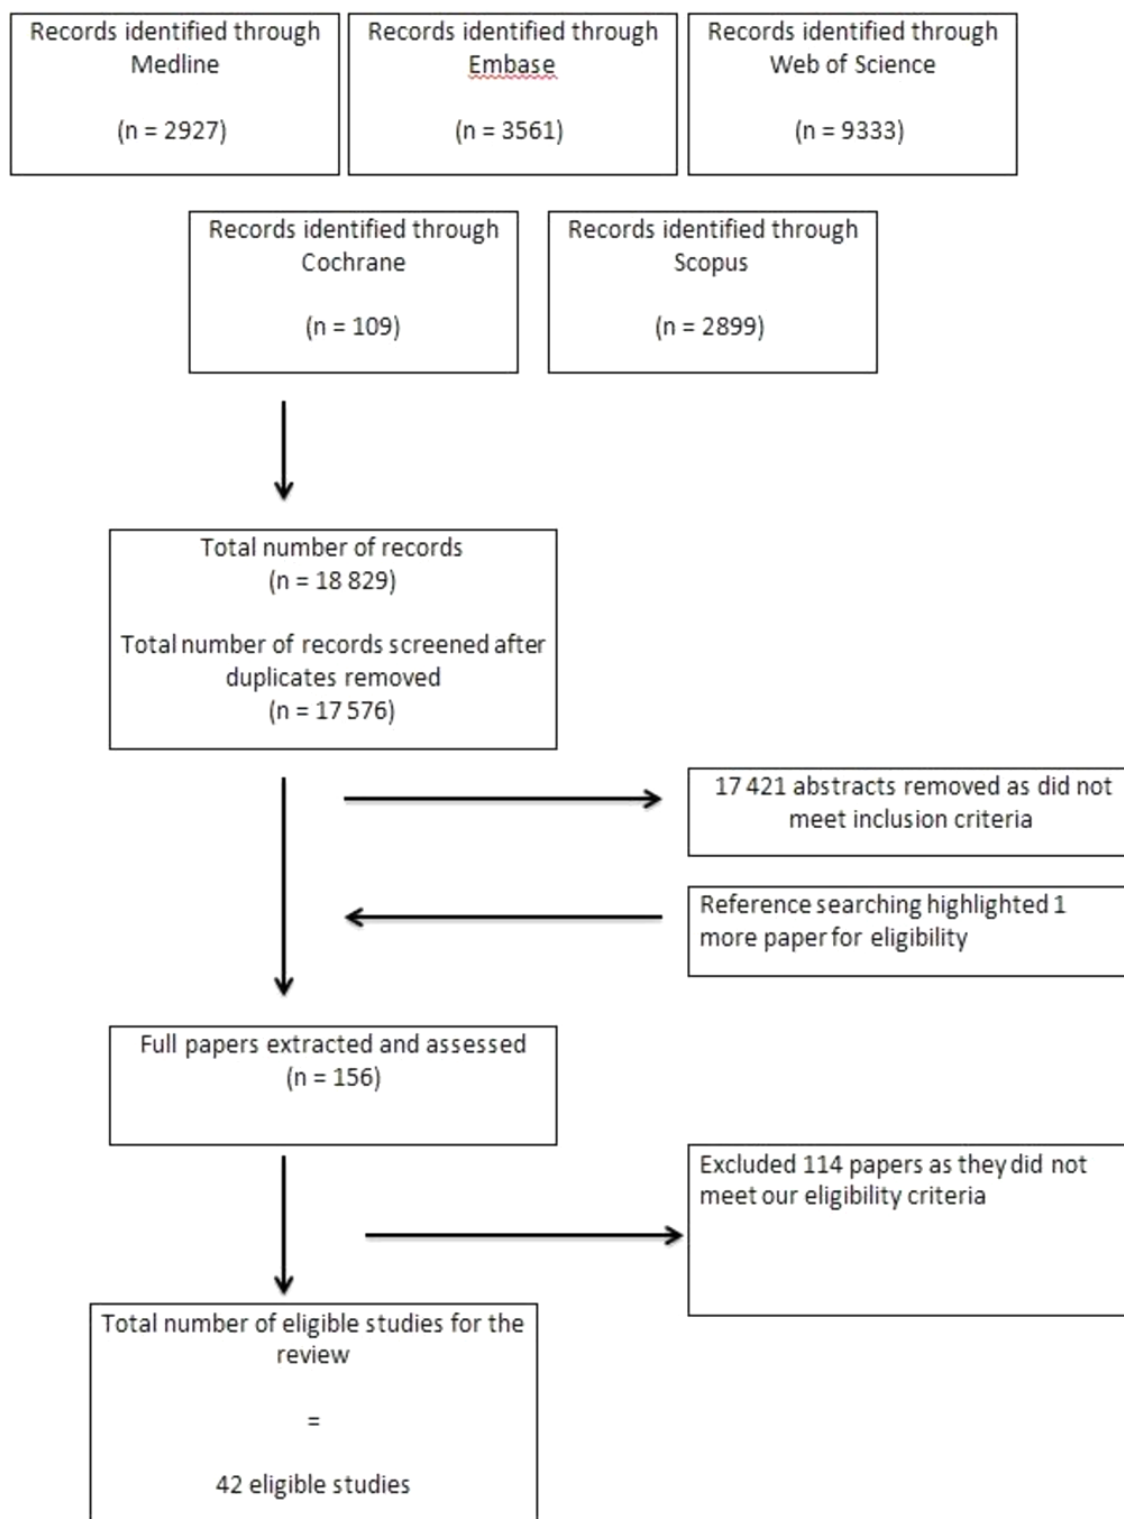 Records identified through
Medline
(n = 2927)
Records identified through
Embase
(n = 3561)
Records identified through
Web of Science
(n = 9333)
Records identified through
Cochrane
(n = 109)
Records identified through
Scopus
(n = 2899)
Total number of records
(n = 18 829)
Total number of records screened after
duplicates removed
(n = 17 576)
17 421 abstracts removed as did not
meet inclusion criteria
Reference searching highlighted 1
more paper for eligibility
Full papers extracted and assessed
(n = 156)
Excluded 114 papers as they did not
meet our eligibility criteria
Total number of eligible studies for the
review
=
42 eligible studies